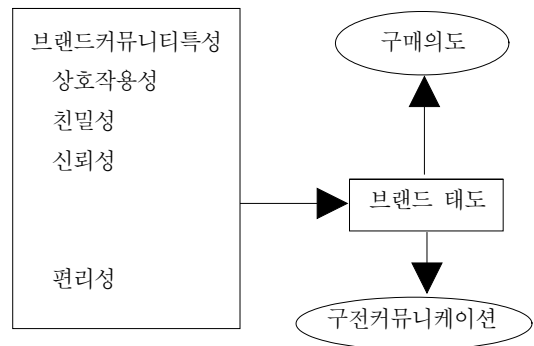 브랜드커뮤니티특성
상호작용성
친밀성
신뢰성
편리성
구매의도
브랜드 태도
구전커뮤니케이션